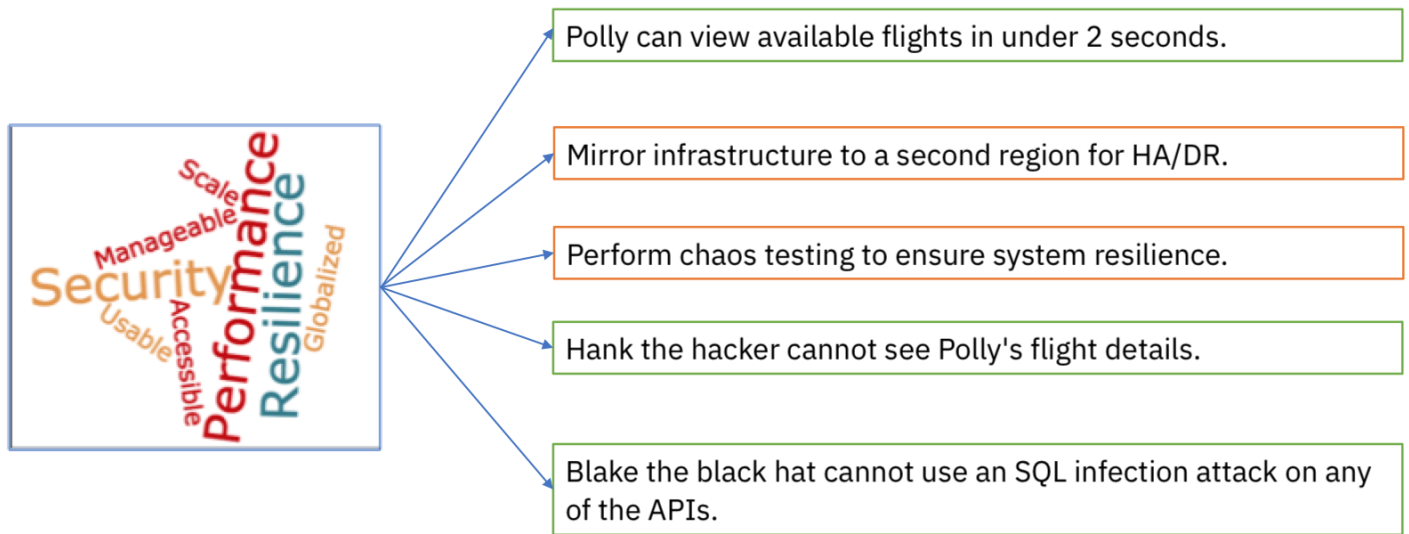 Scale
Manageable
Security
Usable
Accessible
Performance
Resilience
Globalized
Polly can view available flights in under 2 seconds.
Mirror infrastructure to a second region for HA/DR.
Perform chaos testing to ensure system resilience.
Hank the hacker cannot see Polly's flight details.
Blake the black hat cannot use an SQL infection attack on any
of the APIs.